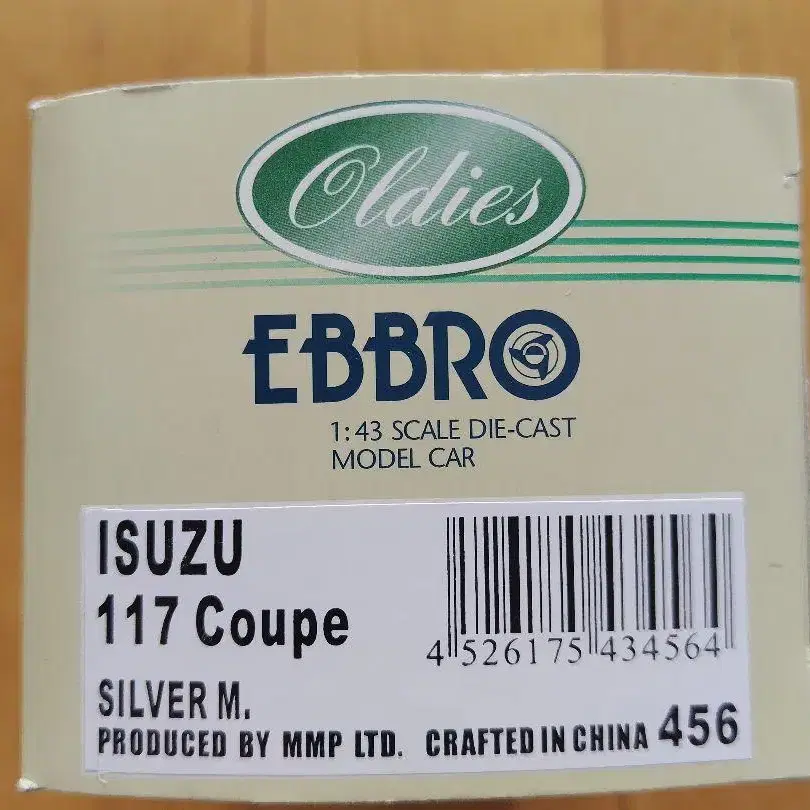 Oldies
EBBRO
1:43 SCALE DIE-CAST
MODEL CAR
ISUZU
117 Coupe
4 526175 434564
SILVER M.
PRODUCED BY MMP LTD. CRAFTED IN CHINA 456